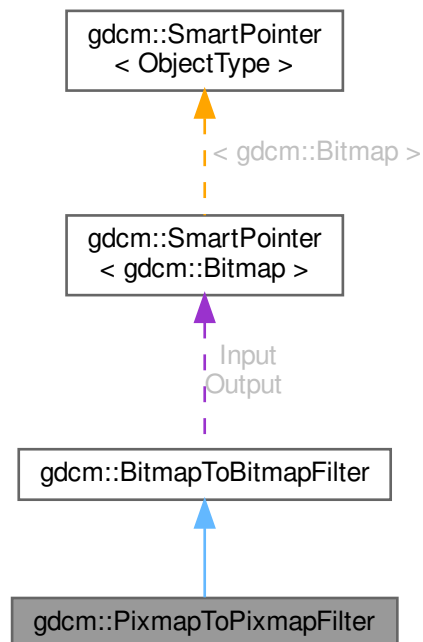 gdcm::SmartPointer
< ObjectType >
< gdcm::Bitmap >
gdcm::SmartPointer
< gdcm::Bitmap >
Input
Output
gdcm::BitmapToBitmapFilter
gdcm::PixmapToPixmapFilter